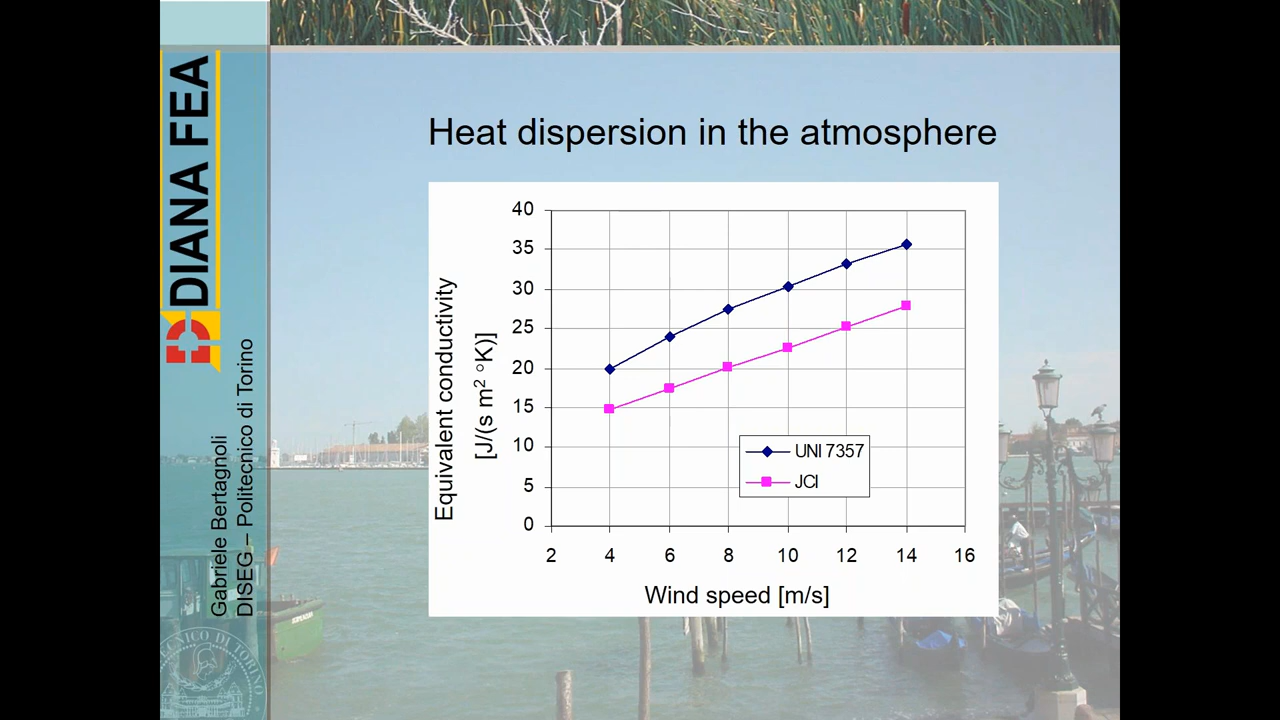 DIANA FEA
Gabriele Bertagnoli
DISEG – Politecnico di Torino
Heat dispersion in the atmosphere
Equivalent conductivity
[J/(s m² °K)]
40
35
30
25
20
15
10
5
0
UNI 7357
JCI
2 4 6 8 10 12 14 16
Wind speed [m/s]